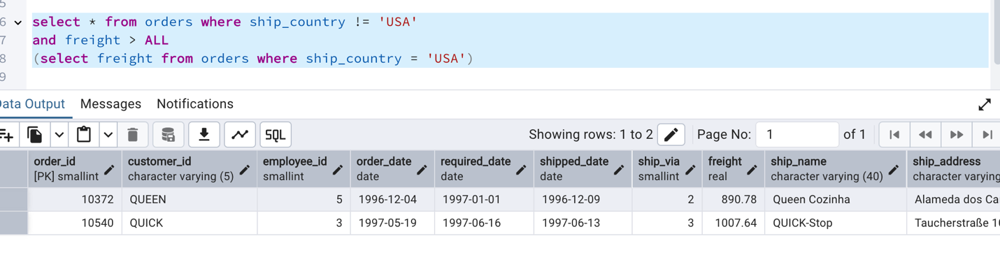 5
6 select * from orders where ship_country != 'USA'
7 and freight > ALL
8 (select freight from orders where ship_country = 'USA')
9
Data Output Messages Notifications
SQL Showing rows: 1 to 2 Page No: 1 of 1
order_id customer_id employee_id order_date required_date shipped_date ship_via freight ship_name ship_address
[PK] smallint character varying (5) smallint date date date smallint real character varying (40) character varying
10372 QUEEN 5 1996-12-04 1997-01-01 1996-12-09 2 890.78 Queen Cozinha Alameda dos Ca
10540 QUICK 3 1997-05-19 1997-06-16 1997-06-13 3 1007.64 QUICK-Stop Taucherstraße 10